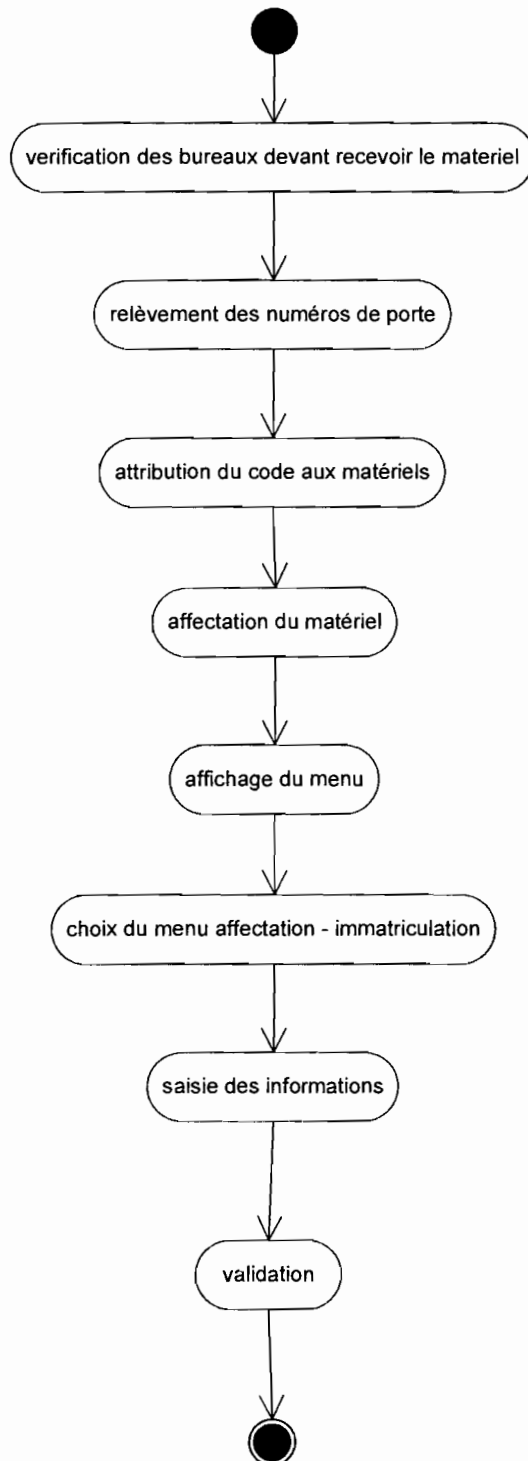 verification des bureaux devant recevoir le materiel
relèvement des numéros de porte
attribution du code aux matériels
affectation du matériel
affichage du menu
choix du menu affectation - immatriculation
saisie des informations
validation